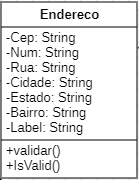 Endereco
-Cep: String
-Num: String
-Rua: String
-Cidade: String
-Estado: String
-Bairro: String
-Label: String
+validar()
+IsValid()